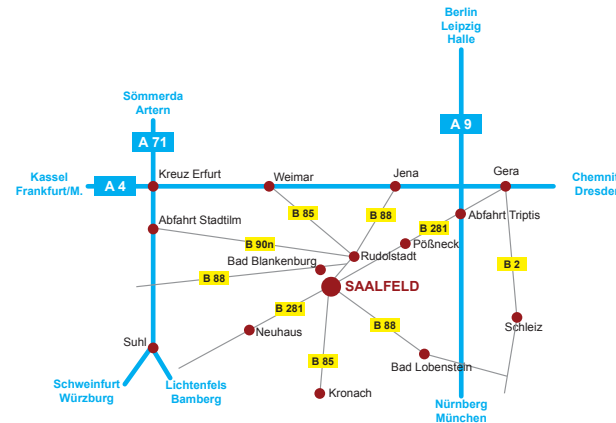 Berlin
Leipzig
Halle
Sömmerda
Artern
A 71
A 9
Kassel
Frankfurt/M.
A 4
Kreuz Erfurt
Weimar
Jena
Gera
Chemnit
Dresden
B 85
B 88
B 281
Abfahrt Triptis
Abfahrt Stadtilm
B 90n
Pößneck
Rudolstadt
Bad Blankenburg
B 2
B 88
SAALFELD
B 281
Neuhaus
B 88
Schleiz
Suhl
B 85
Bad Lobenstein
Schweinfurt
Würzburg
Lichtenfels
Bamberg
Kronach
Nürnberg
München